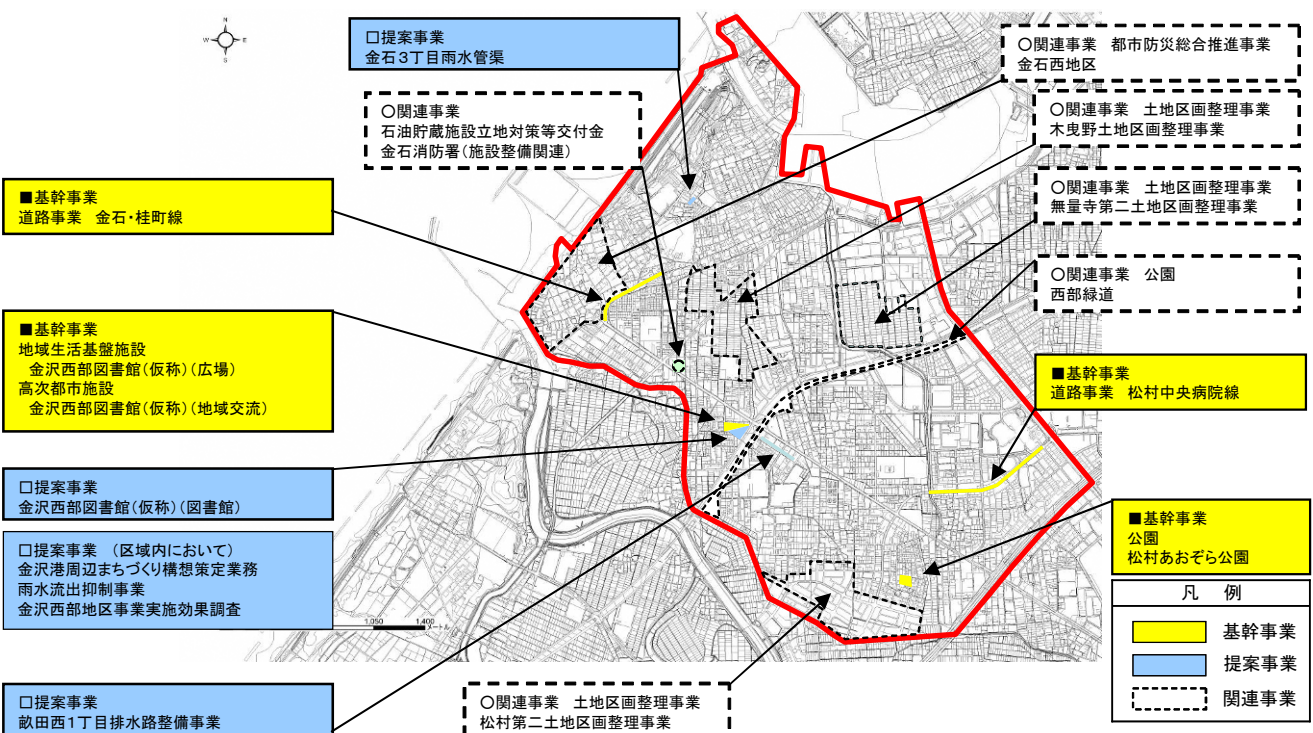 N
W
E
S
□提案事業
金石3丁目雨水管渠
○関連事業
石油貯蔵施設立地対策等交付金
金石消防署(施設整備関連)
○関連事業 都市防災総合推進事業
金石西地区
○関連事業 土地区画整理事業
木曳野土地区画整理事業
○関連事業 土地区画整理事業
無量寺第二土地区画整理事業
○関連事業 公園
西部緑道
■基幹事業
道路事業 金石・桂町線
■基幹事業
地域生活基盤施設
金沢西部図書館(仮称)(広場)
高次都市施設
金沢西部図書館(仮称)(地域交流)
■基幹事業
道路事業 松村中央病院線
□提案事業
金沢西部図書館(仮称)(図書館)
□提案事業 (区域内において)
金沢港周辺まちづくり構想策定業務
雨水流出抑制事業
金沢西部地区事業実施効果調査
1,050 1,400
メートル
■基幹事業
公園
松村あおぞら公園
□提案事業
畝田西1丁目排水路整備事業
○関連事業 土地区画整理事業
松村第二土地区画整理事業
凡 例
基幹事業
提案事業
関連事業